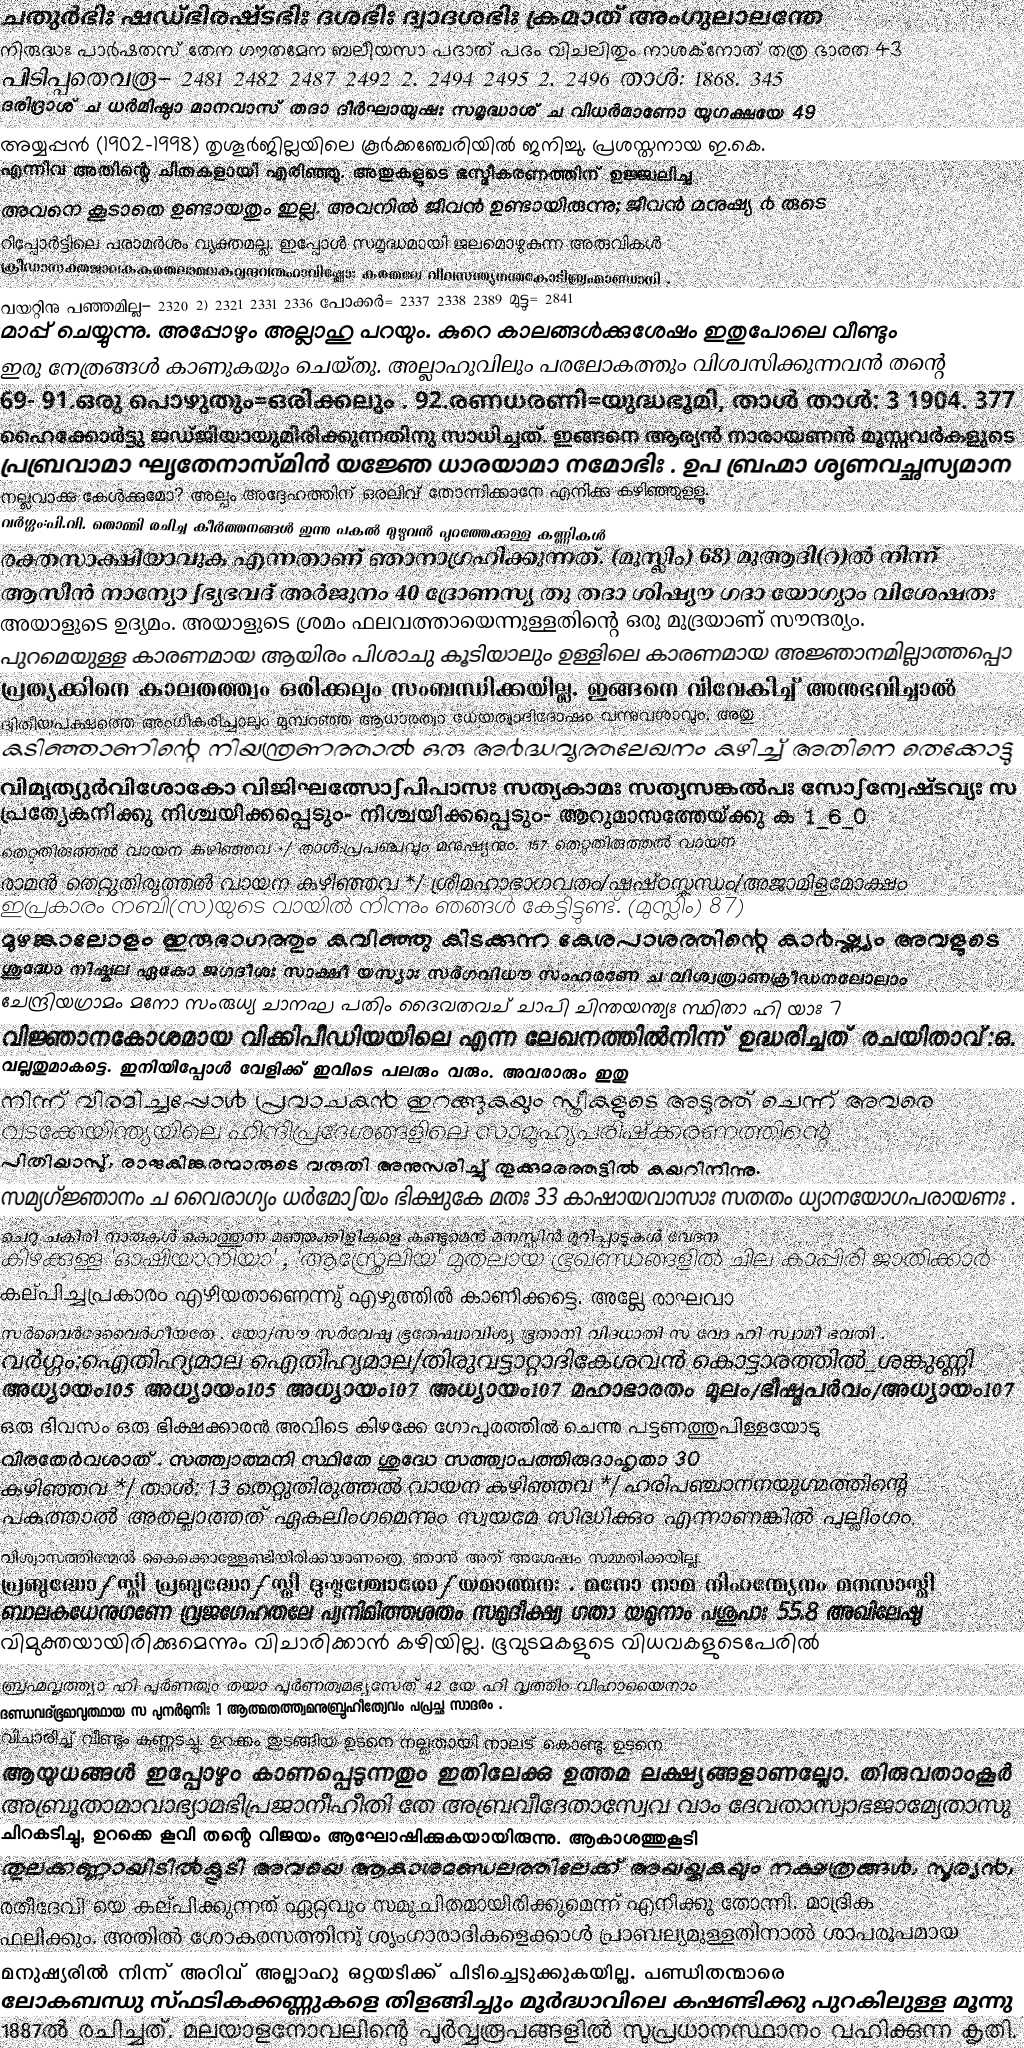 ചതുർഭിഃ ഷഡ്ഭിരഷ്ടഭിഃ ദശഭിഃ ദ്വാദശഭിഃ ക്രമാത് അംഗുലാലന്തേ
നിരുദ്ധഃ പാർഷതസ് തേന ഗൗതമേന ബലീയസാ പദാത് പദം വിചലിതും നാശക്നോത് തത്ര ഭാരത 43
പിടിപ്പതെവരൂ– 2481 2482 2487 2492 2. 2494 2495 2. 2496 താൾ: 1868. 345
ദരിദ്രാശ് ച ധർമിഷ്ഠാ മാനവാസ് തദാ ദീർഘായുഷഃ സമൃദ്ധാശ് ച വിധർമാണോ യുഗക്ഷയേ 49
അയ്യപ്പൻ (1902-1998) തൃശൂർജില്ലയിലെ കൂർക്കഞ്ചേരിയിൽ ജനിച്ചു. പ്രശസ്തനായ ഇ.കെ.
എന്നിവ അതിന്റെ ചിതകളായി എരിഞ്ഞു. അതുകളുടെ ഭസ്മീകരണത്തിന് ഉജ്ജ്വലിച്ച
അവനെ കൂടാതെ ഉണ്ടായതും ഇല്ല. അവനിൽ ജീവൻ ഉണ്ടായിരുന്നു; ജീവൻ മനുഷ്യ ർ രുടെ
റിപ്പോർട്ടിലെ പരാമർശം വ്യക്തമല്ല. ഇപ്പോൾ സമൃദ്ധമായി ജലമൊഴുകുന്ന അരുവികൾ
വയറ്റിനു പഞ്ഞമില്ല– 2320 2) 2321 2331 2336 പോക്കർ= 2337 2338 2389 മുട്ടു= 2841
മാപ്പ് ചെയ്യുന്നു. അപ്പോഴും അല്ലാഹു പറയും. കുറെ കാലങ്ങൾക്കുശേഷം ഇതുപോലെ വീണ്ടും
ഇരു നേത്രങ്ങൾ കാണുകയും ചെയ്തു. അല്ലാഹുവിലും പരലോകത്തും വിശ്വസിക്കുന്നവൻ തന്റെ
69- 91.ഒരു പൊഴുതും=ഒരിക്കലും . 92.രണധരണി=യുദ്ധഭൂമി, താൾ താൾ: 3 1904. 377
ഹൈക്കോർട്ടു ജഡ്ജിയായുമിരിക്കുന്നതിനു സാധിച്ചത്. ഇങ്ങനെ ആര്യൻ നാരായണൻ മൂസ്സവർകളുടെ
പ്രബ്രവാമാ ഘൃതേനാസ്മിൻ യജ്ഞേ ധാരയാമാ നമോഭിഃ . ഉപ ബ്രഹ്മാ ശൃണവച്ഛസ്യമാന
നല്ലവാക്കു കേൾക്കുമോ? അല്പം അദ്ദേഹത്തിന് ഒരലിവ് തോന്നിക്കാനേ എനിക്കു കഴിഞ്ഞുള്ളൂ.
വർഗ്ഗം:പി.വി. തൊമ്മി രചിച്ച കീർത്തനങ്ങൾ ഇന്നു പകൽ മുഴുവൻ പുറത്തേക്കുള്ള കണ്ണികൾ
രക്തസാക്ഷിയാവുക എന്നതാണ് ഞാനാഗ്രഹിക്കുന്നത്. (മുസ്ലിം) 68) മുആദി(റ)ൽ നിന്ന്
ആസീൻ നാന്യോ ഽഭ്യഭവദ് അർജുനം 40 ദ്രോണസ്യ തു തദാ ശിഷ്യൗ ഗദാ യോഗ്യാം വിശേഷതഃ
അയാളുടെ ഉദ്യമം. അയാളുടെ ശ്രമം ഫലവത്തായെന്നുള്ളതിന്റെ ഒരു മുദ്രയാണ് സൗന്ദര്യം.
പുറമെയുള്ള കാരണമായ ആയിരം പിശാചു കൂടിയാലും ഉള്ളിലെ കാരണമായ അജ്ഞാനമില്ലാത്തപ്പൊ
പ്രത്യക്കിനെ കാലതത്ത്വം ഒരിക്കലും സംബന്ധിക്കയില്ല. ഇങ്ങനെ വിവേകിച്ച് അനുഭവിച്ചാൽ
ദ്വിതീയപക്ഷത്തെ അംഗീകരിച്ചാലും മുമ്പറഞ്ഞ ആധാരത്വാ ധേയത്വാദിദോഷം വന്നുവശാവും. അതു
കടിഞ്ഞാണിന്റെ നിയന്ത്രണത്താൽ ഒരു അർദ്ധവൃത്തലേഖനം കഴിച്ച് അതിനെ തെക്കോട്ടു
വിമൃത്യുർവിശോകോ വിജിഘത്സോഽപിപാസഃ സത്യകാമഃ സത്യസങ്കൽപഃ സോഽന്വേഷ്ടവ്യഃ സ
പ്രത്യേകനിക്കു നിശ്ചയിക്കപ്പെടും- നിശ്ചയിക്കപ്പെടും- ആറുമാസത്തേയ്ക്കു ക 1_6_0
തെറ്റുതിരുത്തൽ വായന കഴിഞ്ഞവ */ താൾ:പ്രപഞ്ചവും മനുഷ്യനും. 157 തെറ്റുതിരുത്തൽ വായന
രാമൻ തെറ്റുതിരുത്തൽ വായന കഴിഞ്ഞവ */ ശ്രീമഹാഭാഗവതം/ഷഷ്ഠസ്കന്ധം/അജാമിളമോക്ഷം
ഇപ്രകാരം നബി(സ)യുടെ വായിൽ നിന്നും ഞങ്ങൾ കേട്ടിട്ടുണ്ട്. (മുസ്ലിം) 87)
മുഴങ്കാലോളം ഇരുഭാഗത്തും കവിഞ്ഞു കിടക്കുന്ന കേശപാശത്തിന്റെ കാർഷ്ണ്യം അവളുടെ
ശുദ്ധോ നിഷ്കല ഏകോ ജഗദീശഃ സാക്ഷീ യസ്യാഃ സർഗവിധൗ സംഹരണേ ച വിശ്വത്രാണക്രീഡനലോലാം
ചേന്ദ്രിയഗ്രാമം മനോ സംരുധ്യ ചാനഘ പതിം ദൈവതവച് ചാപി ചിന്തയന്ത്യഃ സ്ഥിതാ ഹി യാഃ 7
വിജ്ഞാനകോശമായ വിക്കിപീഡിയയിലെ എന്ന ലേഖനത്തിൽനിന്ന് ഉദ്ധരിച്ചത് രചയിതാവ്:ഒ.
വല്ലതുമാകട്ടെ. ഇനിയിപ്പോൾ വേളിക്ക് ഇവിടെ പലരും വരും. അവരാരും ഇതു
നിന്ന് വിരമിച്ചപ്പോൾ പ്രവാചകൻ ഇറങ്ങുകയും സ്ത്രീകളുടെ അടുത്ത് ചെന്ന് അവരെ
വടക്കേയിന്ത്യയിലെ ഹിന്ദിപ്രദേശങ്ങളിലെ സാമൂഹ്യപരിഷ്ക്കരണത്തിന്റെ
പിതിയാസു്, രാജകിങ്കരന്മാരുടെ വരുതി അനുസരിച്ചു് തൂക്കുമരത്തട്ടിൽ കയറിനിന്നു.
സമ്യഗ്ജ്ഞാനം ച വൈരാഗ്യം ധർമോഽയം ഭിക്ഷുകേ മതഃ 33 കാഷായവാസാഃ സതതം ധ്യാനയോഗപരായണഃ .
ചെറു ചകിരി നാരുകൾ കൊത്തുന്ന മഞ്ഞക്കിളികളെ കണ്ടുമെൻ മനസ്സിൻ മുറിപ്പാടുകൾ വേദന
കിഴക്കുള്ള 'ഓഷ്യാനിയാ' , 'ആസ്ത്രേലിയ' മുതലായ ഭൂഖണ്ഡങ്ങളിൽ ചില കാപ്പിരി ജാതിക്കാർ
കല്പിച്ചപ്രകാരം എഴിയതാണെന്നു് എഴുത്തിൽ കാണിക്കട്ടെ. അല്ലേ രാഘവാ
വർഗ്ഗം:ഐതിഹ്യമാല ഐതിഹ്യമാല/തിരുവട്ടാറ്റാദികേശവൻ കൊട്ടാരത്തിൽ_ശങ്കുണ്ണി
അധ്യായം105 അധ്യായം105 അധ്യായം107 അധ്യായം107 മഹാഭാരതം മൂലം/ഭീഷ്മപർവം/അധ്യായം107
ഒരു ദിവസം ഒരു ഭിക്ഷക്കാരൻ അവിടെ കിഴക്കേ ഗോപുരത്തിൽ ചെന്നു പട്ടണത്തുപിള്ളയോടു
വിരതേർവശാത് . സത്ത്വാത്മനി സ്ഥിതേ ശുദ്ധേ സത്ത്വാപത്തിരുദാഹൃതാ 30
കഴിഞ്ഞവ */ താൾ: 13 തെറ്റുതിരുത്തൽ വായന കഴിഞ്ഞവ */ ഹരിപഞ്ചാനനയുഗ്മത്തിന്റെ
പകുത്താൽ അതല്ലാത്തത് ഏകലിംഗമെന്നും സ്വയമേ സിദ്ധിക്കും എന്നാണങ്കിൽ പുല്ലിംഗം,
വിശ്വാസത്തിന്മേൽ കൈക്കൊള്ളേണ്ടിയിരിക്കയാണത്രെ. ഞാൻ അത് അശേഷം സമ്മതിക്കയില്ല.
പ്രബുദ്ധോഽസ്മി പ്രബുദ്ധോഽസ്മി ദുഷ്ടശ്ചോരോഽയമാത്മനഃ . മനോ നാമ നിഹന്മ്യേനം മനസാസ്മി
ബാലകധേനുഗണേ വ്രജഗേഹതലേ പ്വനിമിത്തശതം സമുദീക്ഷ്യ ഗതാ യമുനാം പശുപാഃ 55.8 അഖിലേഷു
വിമുക്തയായിരിക്കുമെന്നും വിചാരിക്കാൻ കഴിയില്ല. ഭൂവുടമകളുടെ വിധവകളുടെപേരിൽ
ബ്രഹ്മവൃത്ത്യാ ഹി പൂർണത്വം തയാ പൂർണത്വമഭ്യസേത് 42 യേ ഹി വൃത്തിം വിഹായൈനാം
ദണ്ഡവദ്ഭൂമാവുത്ഥായ സ പുനർമുനിഃ 1 ആത്മതത്ത്വമനുബ്രൂഹീത്യേവം പപ്രച്ഛ സാദരം .
വിചാരിച്ച് വീണ്ടും കണ്ണടച്ചു. ഉറക്കം തുടങ്ങിയ ഉടനെ നല്ലതായി നാലട് കൊണ്ടു. ഉടനെ
ആയുധങ്ങൾ ഇപ്പോഴും കാണപ്പെടുന്നതും ഇതിലേക്കു ഉത്തമ ലക്ഷ്യങ്ങളാണല്ലോ. തിരുവതാംകൂർ
അബ്രൂതാമാവാഭ്യാമഭിപ്രജാനീഹീതി തേ അബ്രവീദേതാസ്വേവ വാം ദേവതാസ്വാഭജാമ്യേതാസു
ചിറകടിച്ചു, ഉറക്കെ കൂവി തന്റെ വിജയം ആഘോഷിക്കുകയായിരുന്നു. ആകാശത്തുകൂടി
തുലക്കണ്ണായിടിൽകൂടി അവയെ ആകാശമണ്ഡലത്തിലേക്ക് അയയ്ക്കുകയും നക്ഷത്രങ്ങൾ, സൂര്യൻ,
രതീദേവി യെ കല്പിക്കുന്നത് ഏറ്റവും സമുചിതമായിരിക്കുമെന്ന് എനിക്കു തോന്നി. മാദ്രിക
ഫലിക്കും. അതിൽ ശോകരസത്തിനു് ശൃംഗാരാദികളെക്കാൾ പ്രാബല്യമുള്ളതിനാൽ ശാപരൂപമായ
മനുഷ്യരിൽ നിന്ന് അറിവ് അല്ലാഹു ഒറ്റയടിക്ക് പിടിച്ചെടുക്കുകയില്ല. പണ്ഡിതന്മാരെ
ലോകബന്ധു സ്ഫടികക്കണ്ണുകളെ തിളങ്ങിച്ചും മൂർദ്ധാവിലെ കഷണ്ടിക്കു പുറകിലുള്ള മൂന്നു
1887ൽ രചിച്ചത്. മലയാളനോവലിന്റെ പൂർവ്വരൂപങ്ങളിൽ സുപ്രധാനസ്ഥാനം വഹിക്കുന്ന കൃതി.